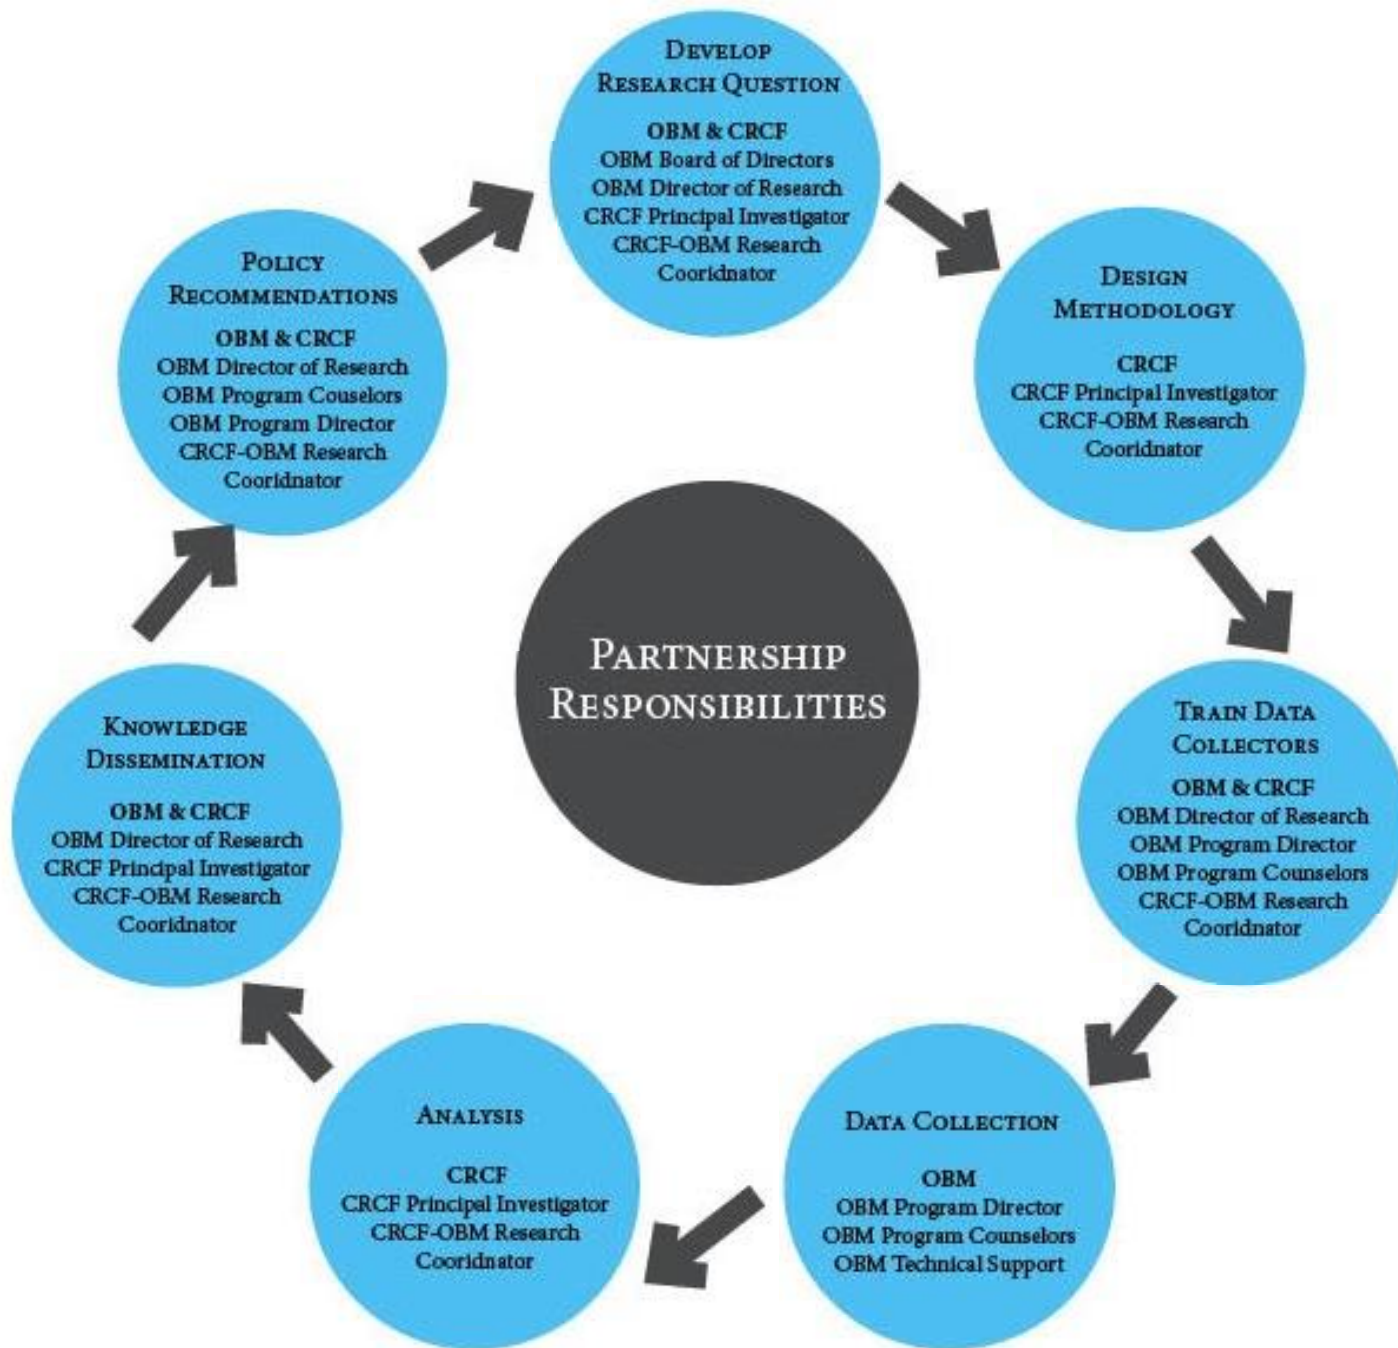 DEVELOP
RESEARCH QUESTION
OBM & CRCF
OBM Board of Directors
OBM Director of Research
CRCF Principal Investigator
CRCF-OBM Research
Cooridnator
DESIGN
METHODOLOGY
CRCF
CRCF Principal Investigator
CRCF-OBM Research
Cooridnator
TRAIN DATA
COLLECTORS
OBM & CRCF
OBM Director of Research
OBM Program Director
OBM Program Counselors
CRCF-OBM Research
Cooridnator
DATA COLLECTION
OBM
OBM Program Director
OBM Program Counselors
OBM Technical Support
ANALYSIS
CRCF
CRCF Principal Investigator
CRCF-OBM Research
Cooridnator
KNOWLEDGE
DISSEMINATION
OBM & CRCF
OBM Director of Research
CRCF Principal Investigator
CRCF-OBM Research
Cooridnator
POLICY
RECOMMENDATIONS
OBM & CRCF
OBM Director of Research
OBM Program Couselors
OBM Program Director
CRCF-OBM Research
Cooridnator
PARTNERSHIP
RESPONSIBILITIES